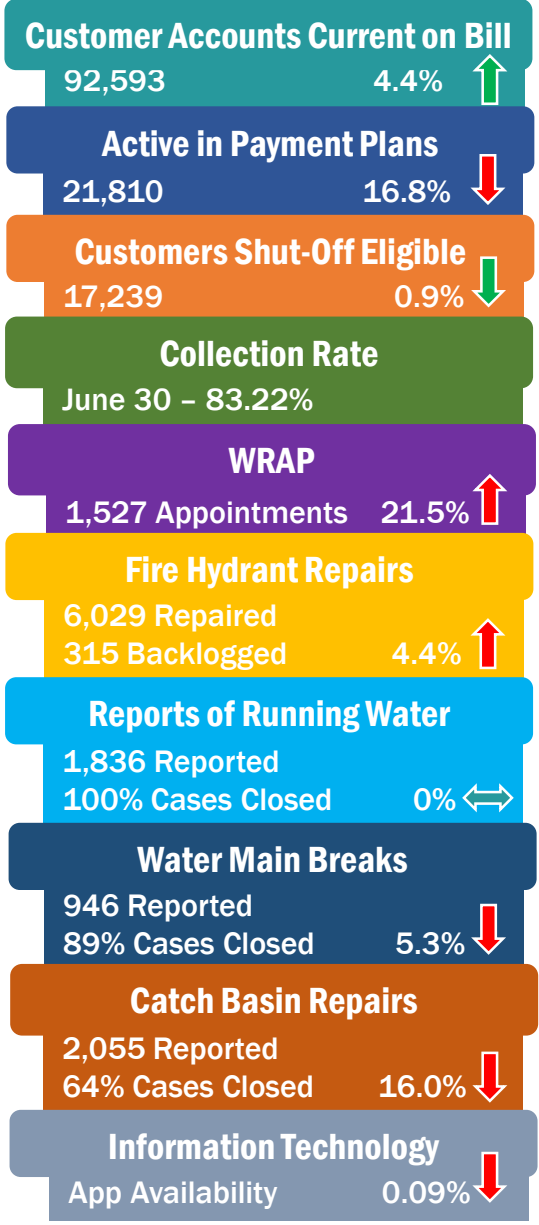 Customer Accounts Current on Bill
92,593 4.4%
Active in Payment Plans
21,810 16.8%
Customers Shut-Off Eligible
17,239 0.9%
Collection Rate
June 30 – 83.22%
WRAP
1,527 Appointments 21.5%
Fire Hydrant Repairs
6,029 Repaired
315 Backlogged 4.4%
Reports of Running Water
1,836 Reported
100% Cases Closed 0%
Water Main Breaks
946 Reported
89% Cases Closed 5.3%
Catch Basin Repairs
2,055 Reported
64% Cases Closed 16.0%
Information Technology
App Availability 0.09%